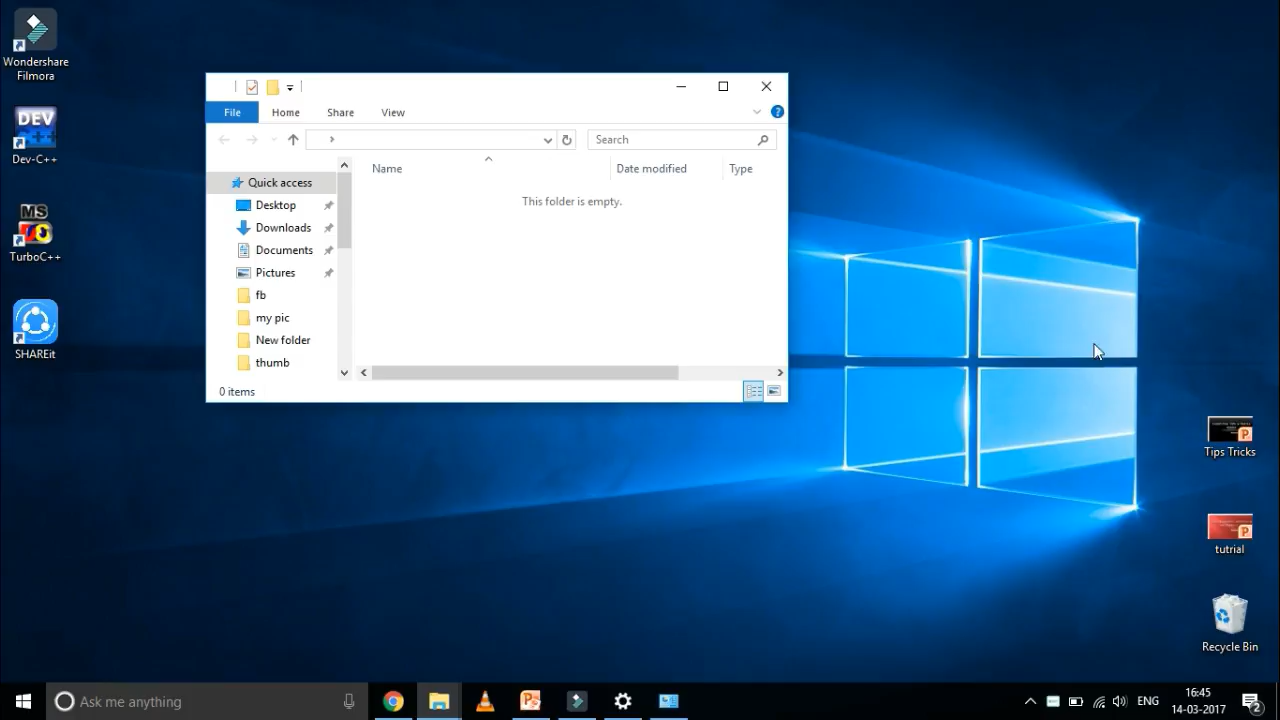 Wondershare
Filmora
DEV
C++
Dev-C++
MS
TurboC++
SHAREit
File
Home
Share
View
Search
Name
Date modified
Type
This folder is empty.
Quick access
Desktop
Downloads
Documents
Pictures
fb
my pic
New folder
thumb
0 items
Tips Tricks
tutrial
Recycle Bin
Ask me anything
ENG
16:45
14-03-2017
2